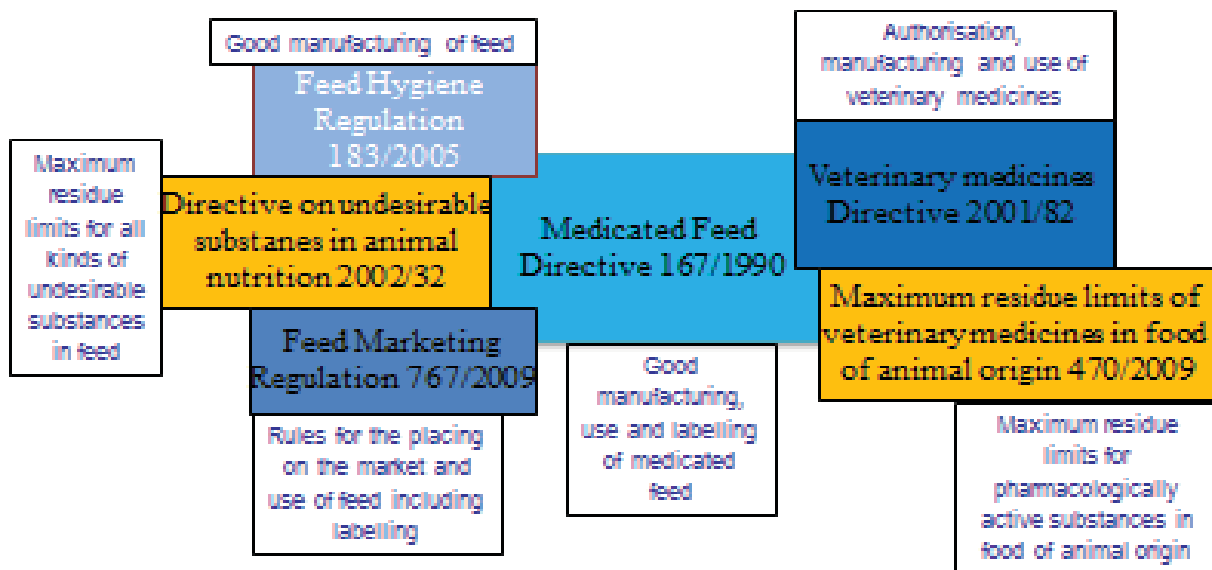 Good manufacturing of feed
Feed Hygiene
Regulation
183/2005
Maximum
residue
limits for all
kinds of
undesirable
substances
in feed
Directive on undesirable
substanes in animal
nutrition 2002/32
Feed Marketing
Regulation 767/2009
Rules for the placing
on the market and
use of feed including
labelling
Medicated Feed
Directive 167/1990
Good
manufacturing,
use and labelling
of medicated
feed
Authorisation,
manufacturing and use of
veterinary medicines
Veterinary medicines
Directive 2001/82
Maximum residue limits of
veterinary medicines in food
of animal origin 470/2009
Maximum residue
limits for
pharmacologically
active substances in
food of animal origin